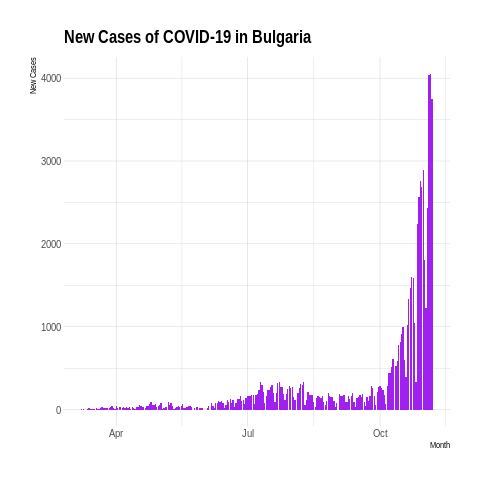 New Cases of COVID-19 in Bulgaria
New Cases
4000
3000
2000
1000
0
Apr
Jul
Oct
Month